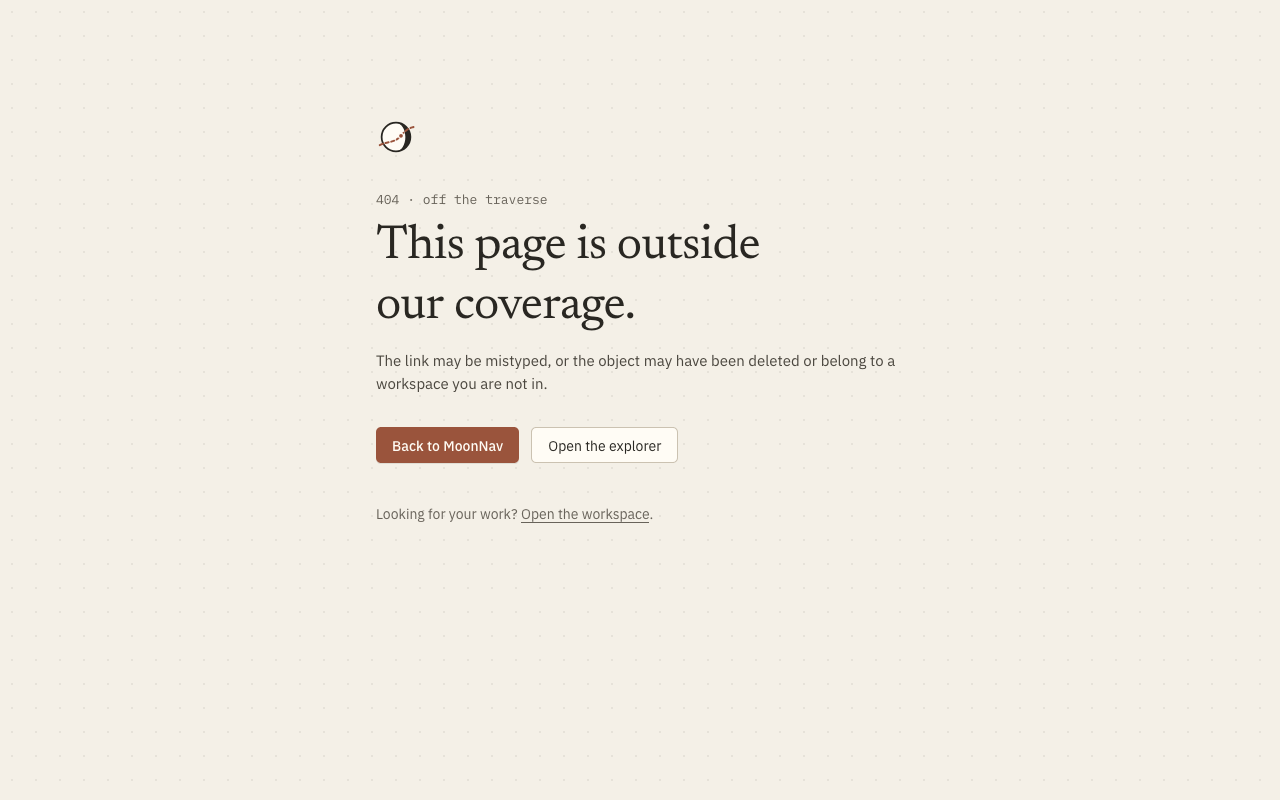 404 · off the traverse
This page is outside
our coverage.
The link may be mistyped, or the object may have been deleted or belong to a
workspace you are not in.
Back to MoonNav
Open the explorer
Looking for your work? Open the workspace.